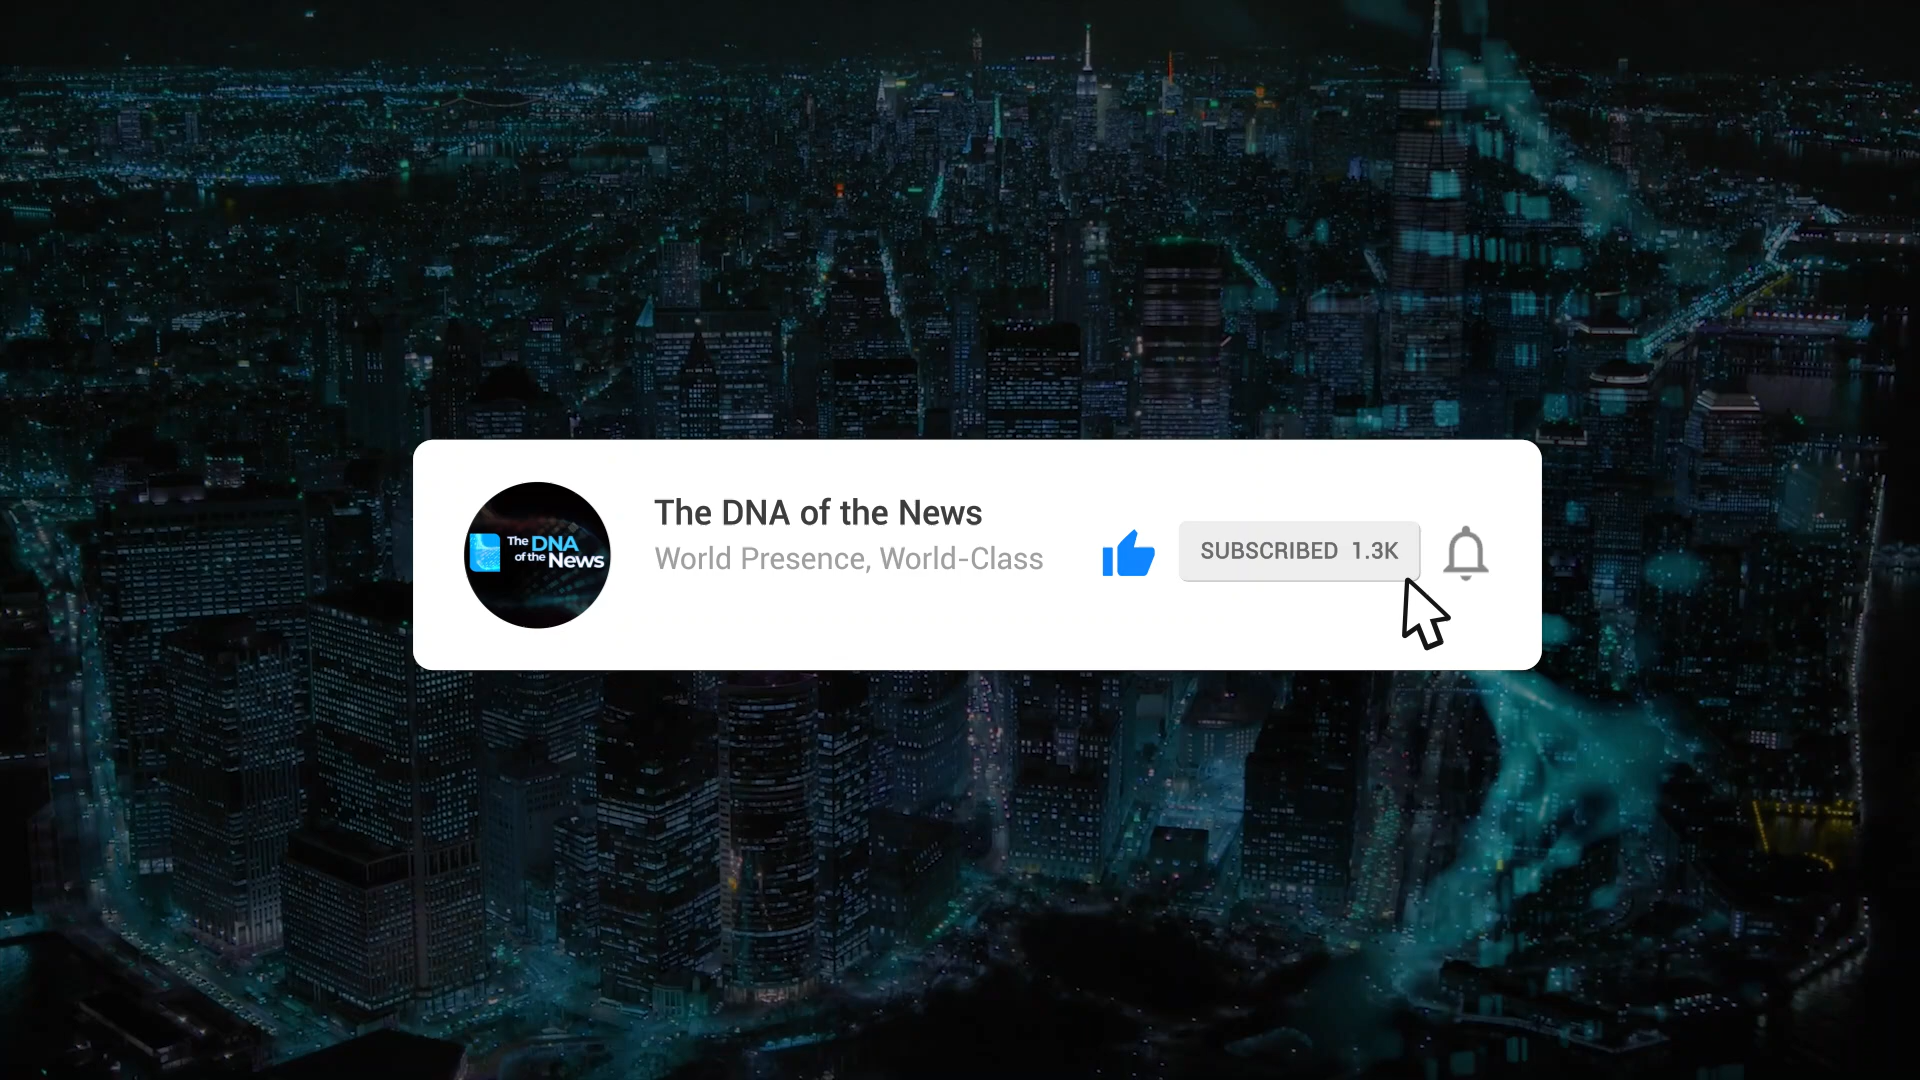 The DNA
of the News
The DNA of the News
World Presence, World-Class
SUBSCRIBED 1.3K